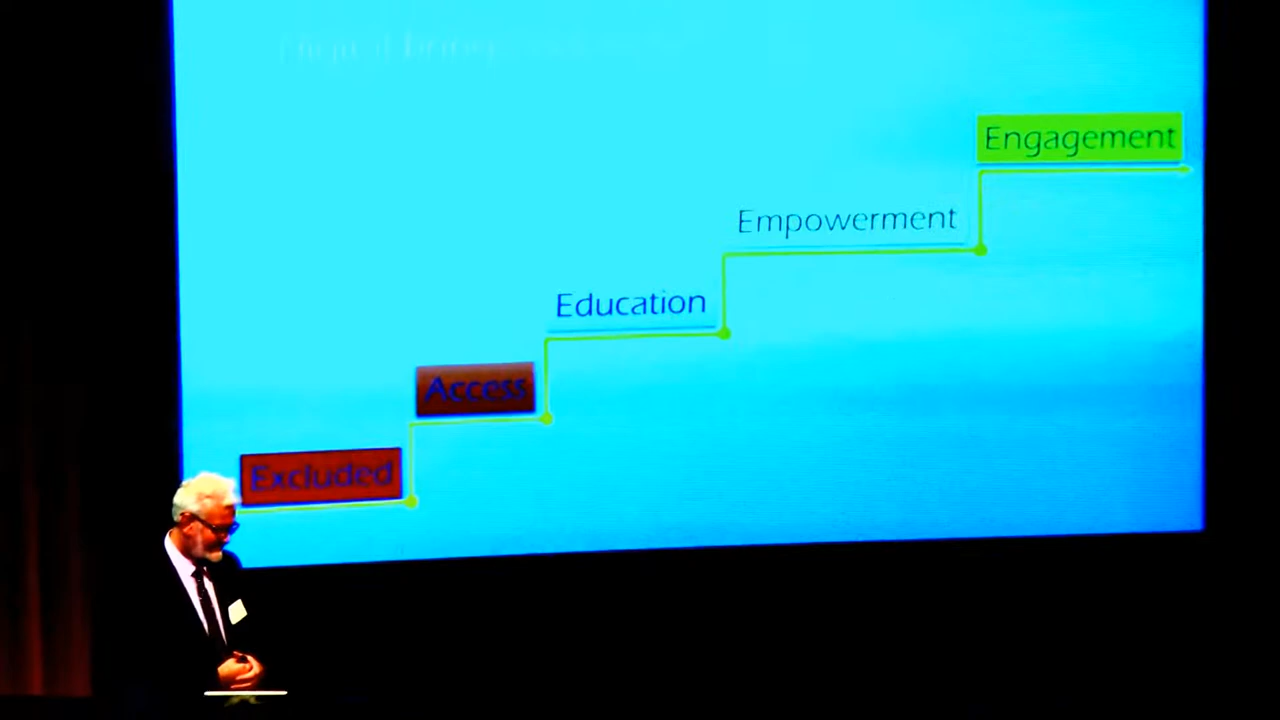 Engagement
Empowerment
Education
Access
Excluded